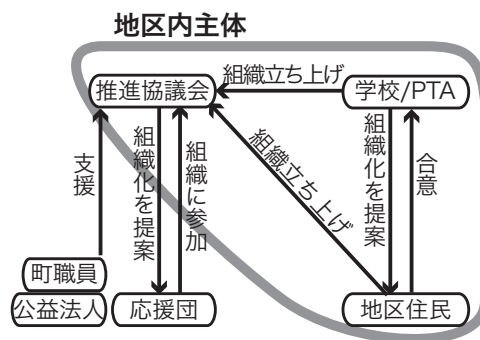 地区内主体
組織立ち上げ
推進協議会
学校/PTA
支援
組織化を提案
組織に参加
組織立ち上げ
組織化を提案
合意
町職員
公益法人
応援団
地区住民